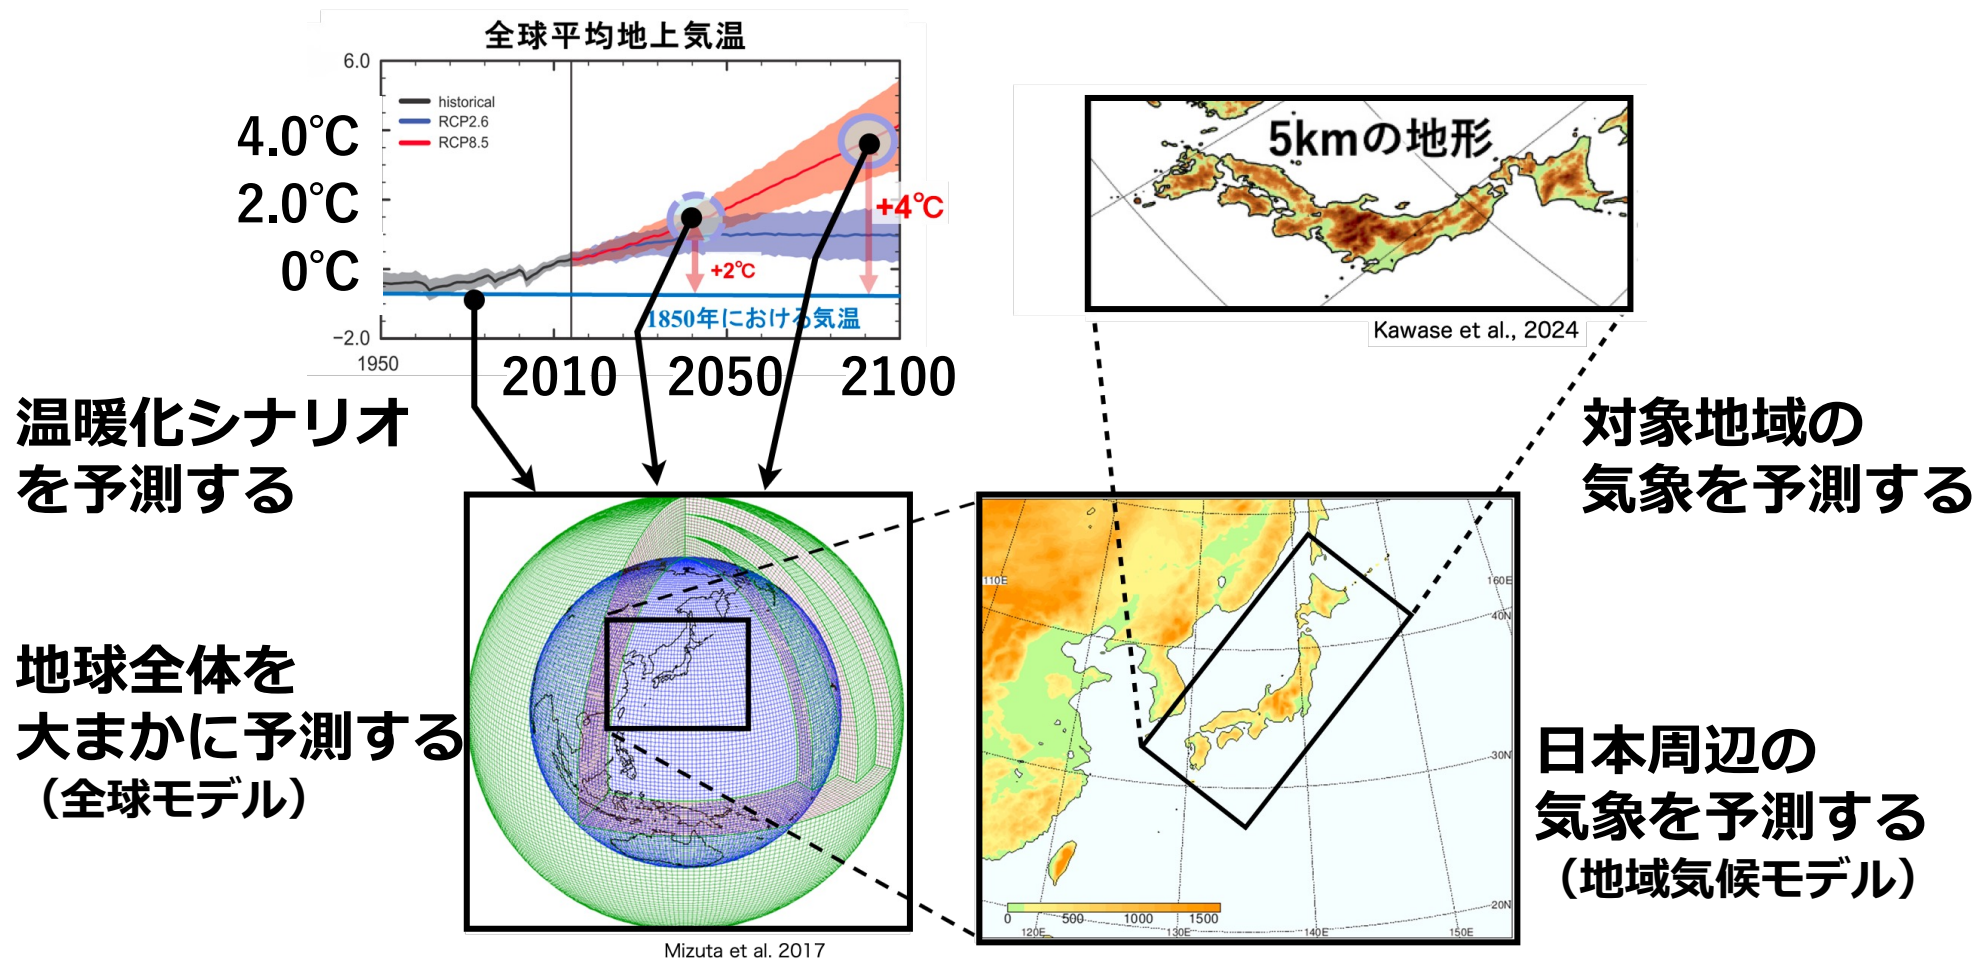 全球平均地上気温
6.0
historical
RCP2.6
RCP8.5
4.0℃
2.0℃
0℃
−2.0
+4℃
+2℃
1850年における気温
1950
2010
2050
2100
5kmの地形
Kawase et al., 2024
温暖化シナリオ
を予測する
対象地域の
気象を予測する
地球全体を
大まかに予測する
（全球モデル）
Mizuta et al. 2017
110E
160E
40N
30N
20N
0
500
1000
1500
120E
130E
140E
150E
日本周辺の
気象を予測する
（地域気候モデル）